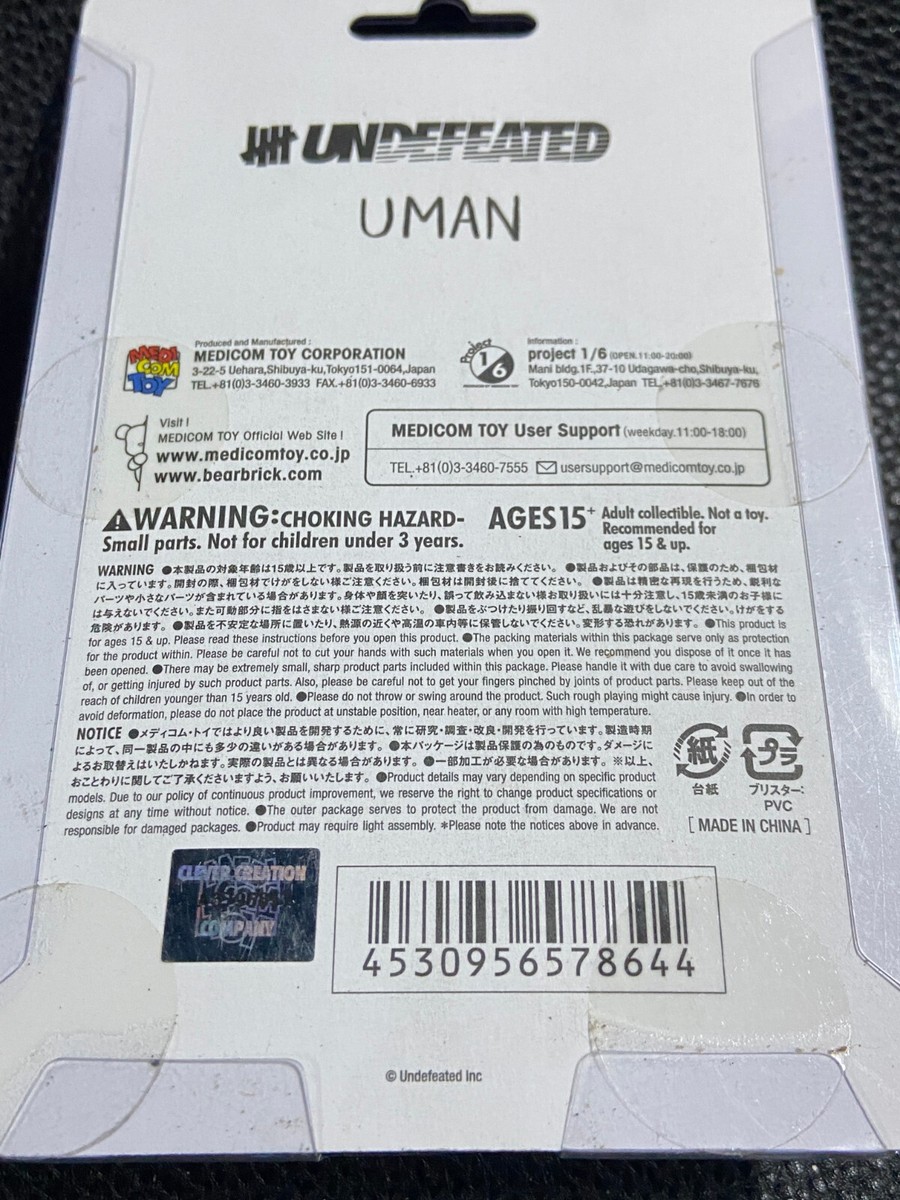 UNDEFEATED
UMAN
MEDICOM TOY
Produced and Manufactured :
MEDICOM TOY CORPORATION
3-22-5 Uehara,Shibuya-ku,Tokyo151-0064,Japan
TEL.+81(0)3-3460-3933 FAX.+81(0)3-3460-6933
Project 1/6
Information :
project 1/6 (OPEN.11:00-20:00)
Mani bldg.1F.,37-10 Udagawa-cho,Shibuya-ku,
Tokyo150-0042,Japan TEL.+81(0)3-3467-7676
Visit !
MEDICOM TOY Official Web Site !
www.medicomtoy.co.jp
www.bearbrick.com
MEDICOM TOY User Support (weekday.11:00-18:00)
TEL.+81(0)3-3460-7555 usersupport@medicomtoy.co.jp
WARNING:CHOKING HAZARD-
Small parts. Not for children under 3 years.
AGES15+ Adult collectible. Not a toy.
Recommended for
ages 15 & up.
WARNING ●本製品の対象年齢は15歳以上です。製品を取り扱う前に注意書きをお読みください。 ●製品およびその部品は、保護のため、梱包材
に入っています。開封の際、梱包材でけがをしない様ご注意ください。梱包材は開封後に捨ててください。 ●製品は精密な再現を行うため、鋭利な
パーツや小さなパーツが含まれている場合があります。身体や顔を突いたり、誤って飲み込まない様お取り扱いには十分注意し、15歳未満のお子様に
は与えないでください。また可動部分に指をはさまない様ご注意ください。 ●製品をぶつけたり振り回すなど、乱暴な遊びをしないでください。けがをする
危険があります。 ●製品を不安定な場所に置いたり、熱源の近くや高温の車内等に保管しないでください。変形する恐れがあります。 ●This product is
for ages 15 & up. Please read these instructions before you open this product. ●The packing materials within this package serve only as protection
for the product within. Please be careful not to cut your hands with such materials when you open it. We recommend you dispose of it once it has
been opened. ●There may be extremely small, sharp product parts included within this package. Please handle it with due care to avoid swallowing
of, or getting injured by such product parts. Also, please be careful not to get your fingers pinched by joints of product parts. Please keep out of the
reach of children younger than 15 years old. ●Please do not throw or swing around the product. Such rough playing might cause injury. ●In order to
avoid deformation, please do not place the product at unstable position, near heater, or any room with high temperature.
NOTICE ●メディコム・トイではより良い製品を開発するために、常に研究・調査・改良・開発を行っています。製造時期
によって、同一製品の中にも多少の違いがある場合があります。 ●本パッケージは製品保護の為のものです。ダメージに
よるお取替えはいたしかねます。実際の製品とは異なる場合があります。 ●一部加工が必要な場合があります。 ※以上、
おことわりに関してご了承くださいますよう、お願いいたします。 ●Product details may vary depending on specific product
models. Due to our policy of continuous product improvement, we reserve the right to change product specifications or
designs at any time without notice. ●The outer package serves to protect the product from damage. We are not
responsible for damaged packages. ●Product may require light assembly. *Please note the notices above in advance.
紙
台紙
プラ
ブリスター:
PVC
[ MADE IN CHINA ]
CLEVER CREATION
COMPANY
4530956578644
© Undefeated Inc